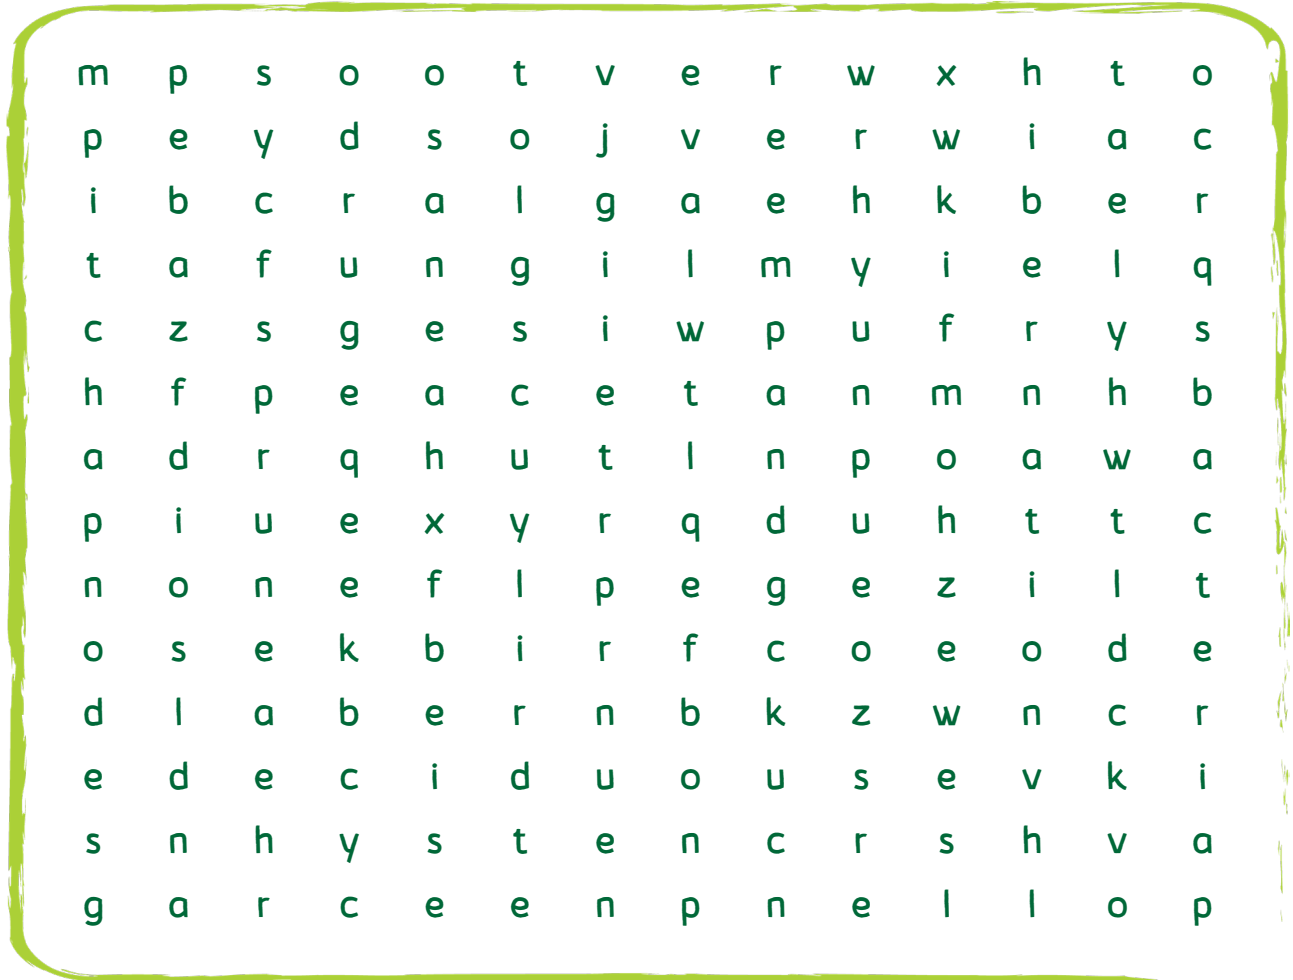 m p s o o t v e r w x h t o
p e y d s o j v e r w i a c
i b c r a l g a e h k b e r
t a f u n g i l m y i e l q
c z s g e s i w p u f r y s
h f p e a c e t a n m n h b
a d r q h u t l n p o a w a
p i u e x y r q d u h t t c
n o n e f l p e g e z i l t
o s e k b i r f c o e o d e
d l a b e r n b k z w n c r
e d e c i d u o u s e v k i
s n h y s t e n c r s h v a
g a r c e e n p n e l l o p